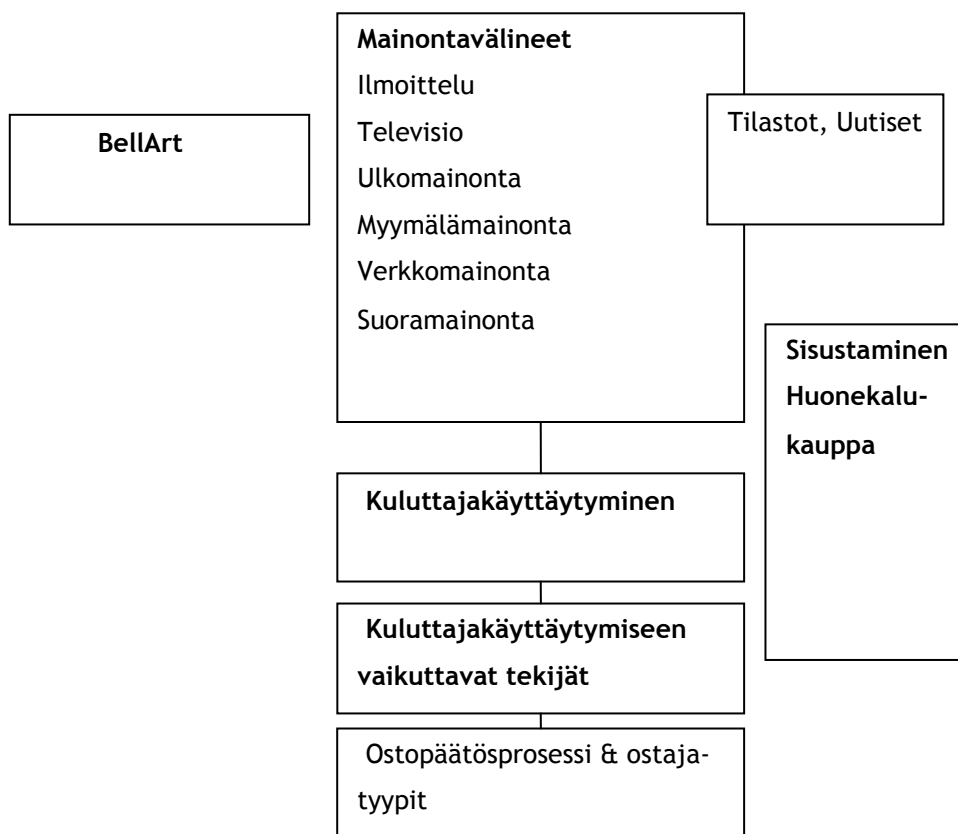 BellArt
Mainontavälineet
Ilmoittelu
Televisio
Ulkomainonta
Myymälämainonta
Verkkomainonta
Suoramainonta
Tilastot, Uutiset
Sisustaminen
Huonekalu-
kauppa
Kuluttajakäyttäytyminen
Kuluttajakäyttäytymiseen
vaikuttavat tekijät
Ostopäätösprosessi & ostaja-
tyypit